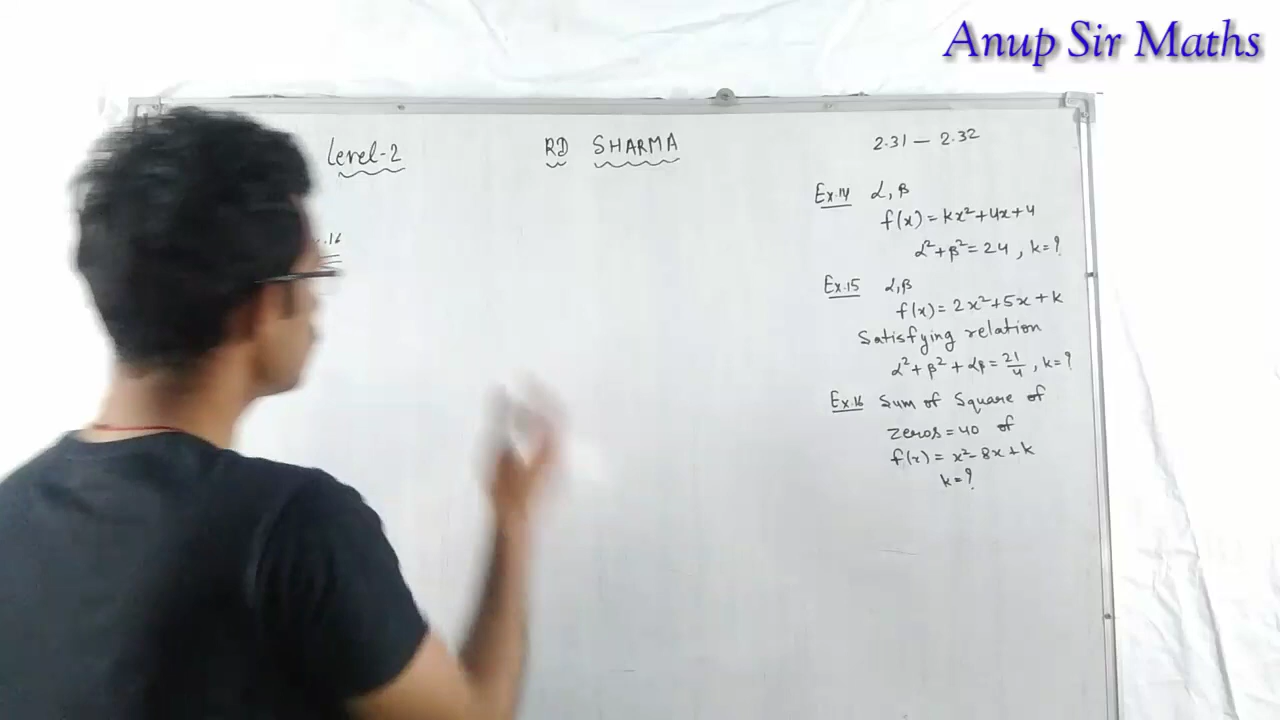 Anup Sir Maths
Level-2
RD SHARMA
2.31 — 2.32
.16
Ex.14 α, β
f(x) = kx²+4x+4
α²+β²=24, k=?
Ex.15 α, β
f(x) = 2x²+5x+k
Satisfying relation
α²+β²+αβ = 21/4, k=?
Ex.16 Sum of Square of
zeros = 40 of
f(x) = x²-8x+k
k=?